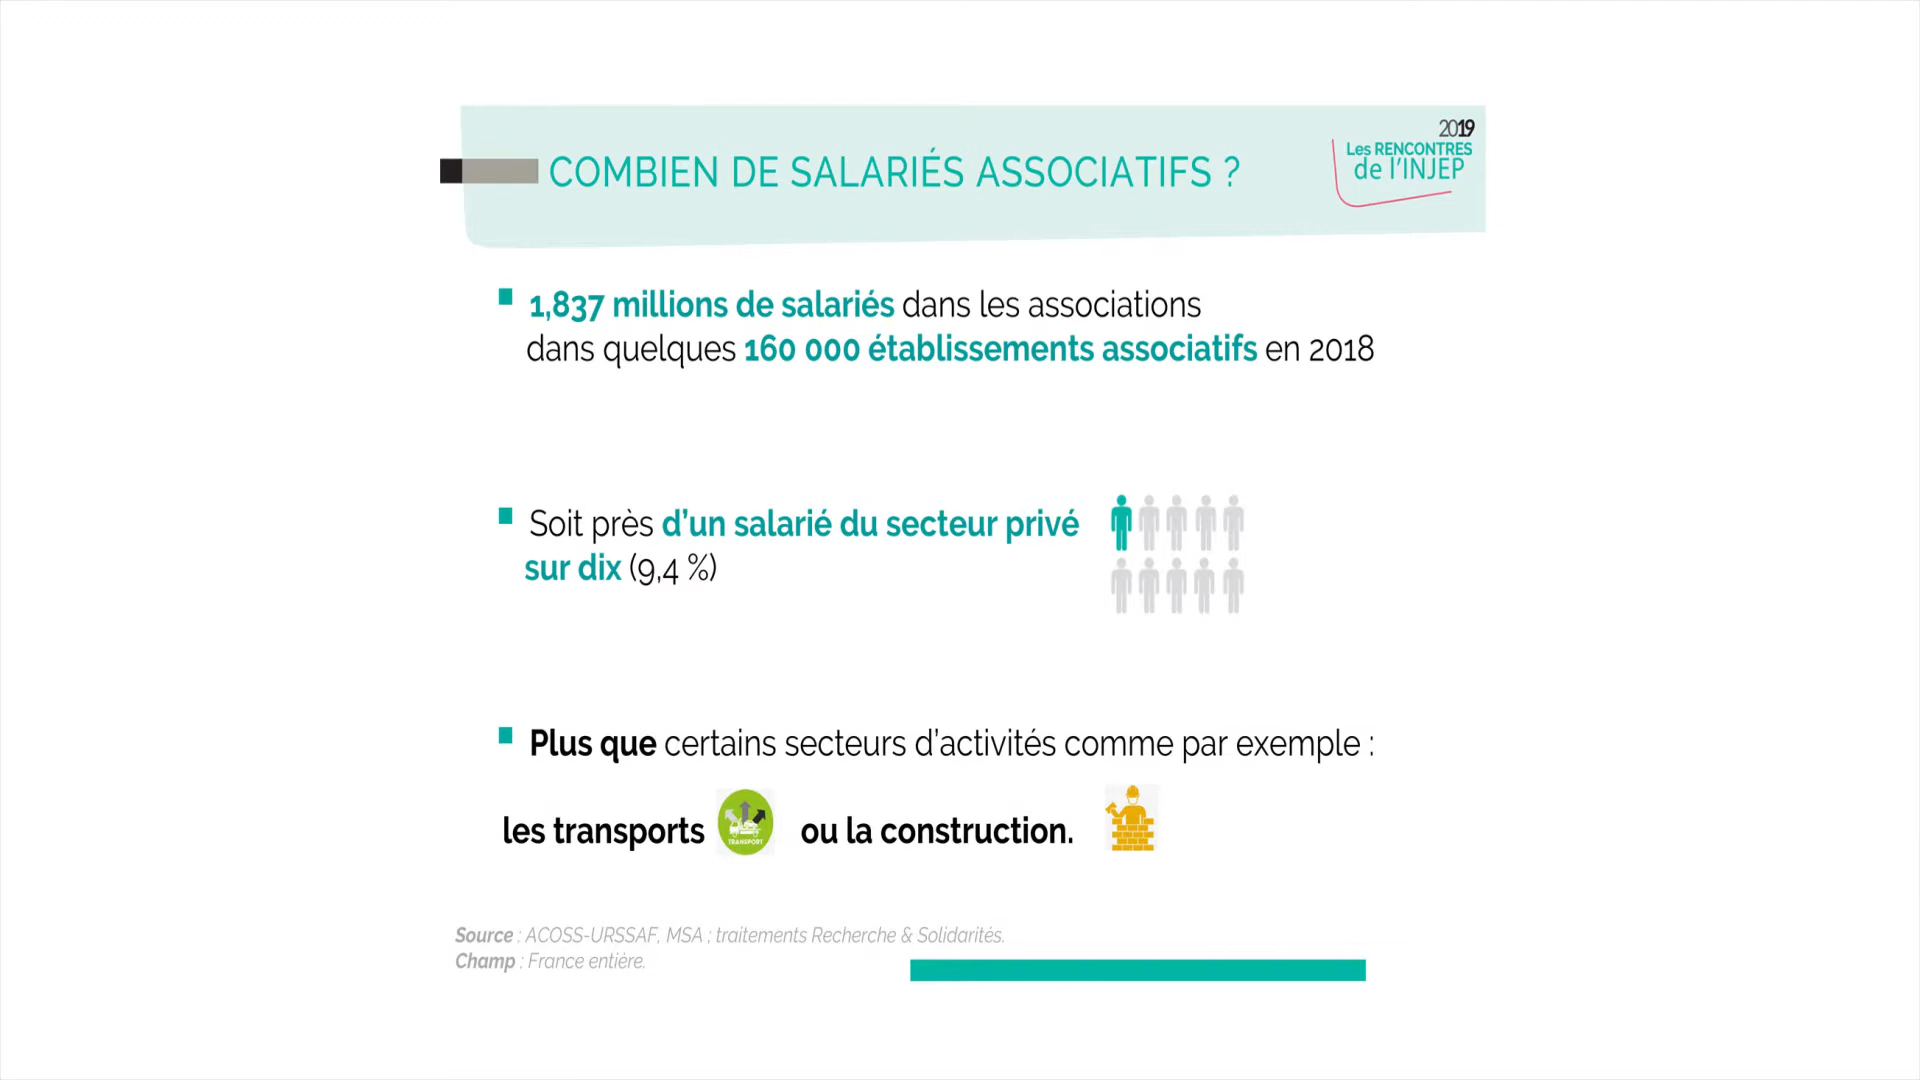 2019
Les RENCONTRES
de l'INJEP
COMBIEN DE SALARIÉS ASSOCIATIFS ?
1,837 millions de salariés dans les associations
dans quelques 160 000 établissements associatifs en 2018
Soit près d'un salarié du secteur privé
sur dix (9,4 %)
Plus que certains secteurs d'activités comme par exemple :
les transports
TRANSPORT
ou la construction.
Source : ACOSS-URSSAF, MSA ; traitements Recherche & Solidarités.
Champ : France entière.